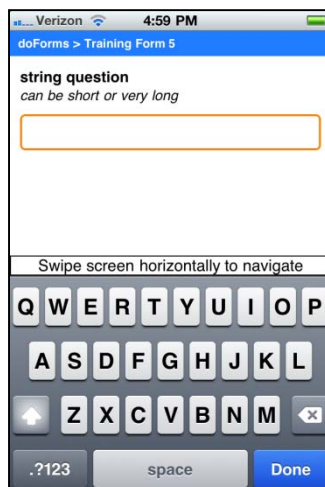 Verizon 4:59 PM
doForms > Training Form 5
string question
can be short or very long
Swipe screen horizontally to navigate
Q W E R T Y U I O P
A S D F G H J K L
Z X C V B N M
.?123 space Done